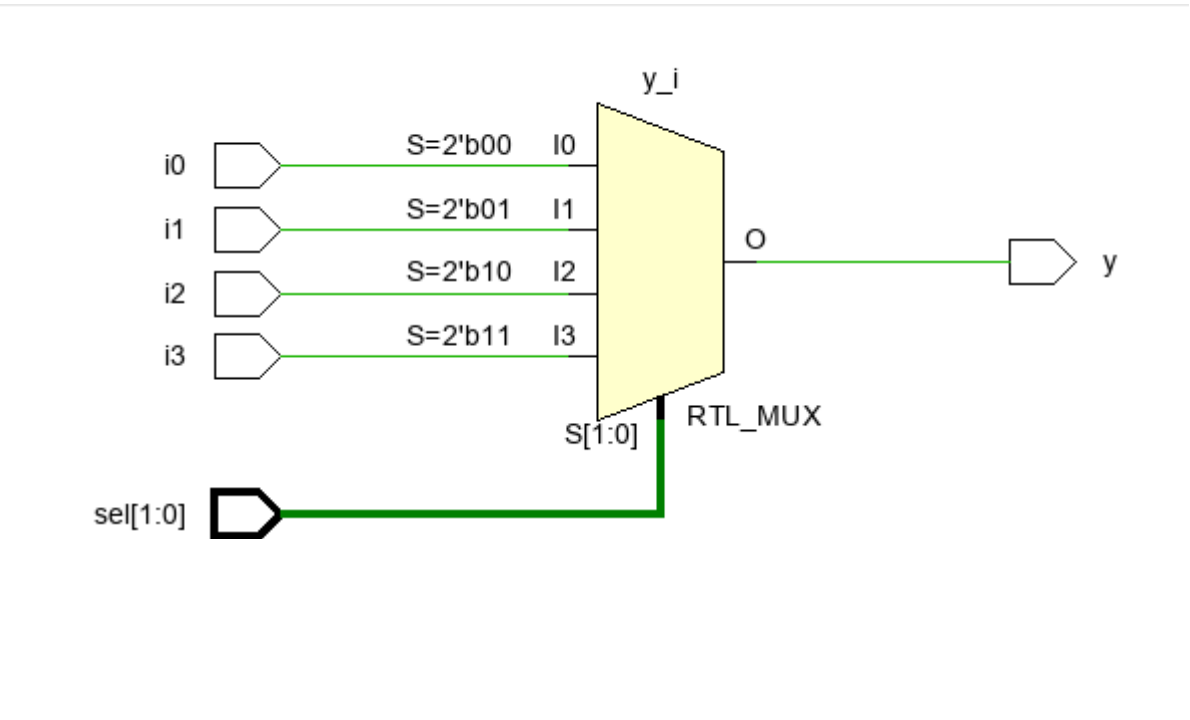 y_i
i0 S=2'b00 I0
i1 S=2'b01 I1
O
i2 S=2'b10 I2
y
i3 S=2'b11 I3
RTL_MUX
S[1:0]
sel[1:0]